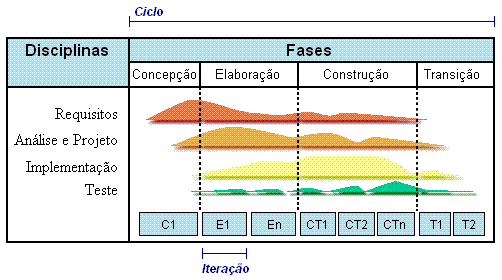 Ciclo
Disciplinas
Fases
Concepção Elaboração Construção Transição
Requisitos
Análise e Projeto
Implementação
Teste
C1 E1 En CT1 CT2 CTn T1 T2
Iteração